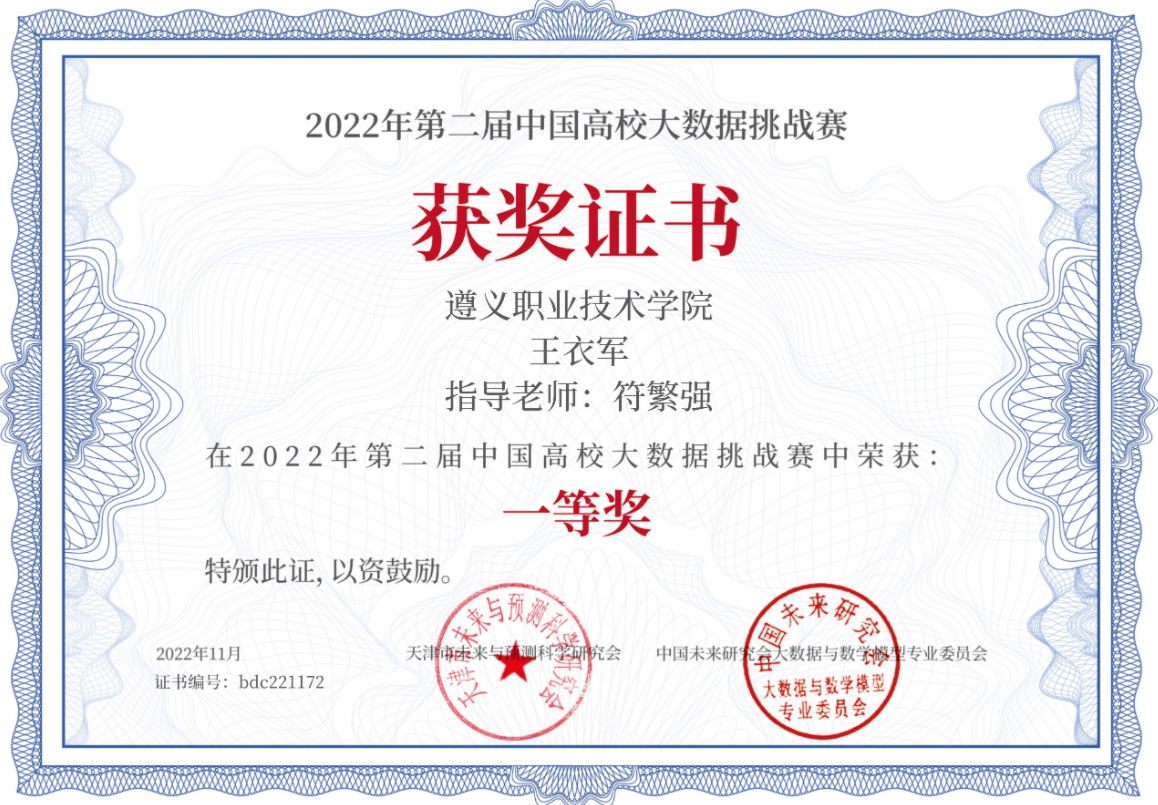 2022年第二届中国高校大数据挑战赛
获奖证书
遵义职业技术学院
王衣军
指导老师：符繁强
在2022年第二届中国高校大数据挑战赛中荣获：
一等奖
特颁此证, 以资鼓励。
2022年11月
天津市未来与预测科学研究会
中国未来研究会大数据与数学模型专业委员会
证书编号：bdc221172
天津市未来与预测科学研究会
中国未来研究会
大数据与数学模型
专业委员会